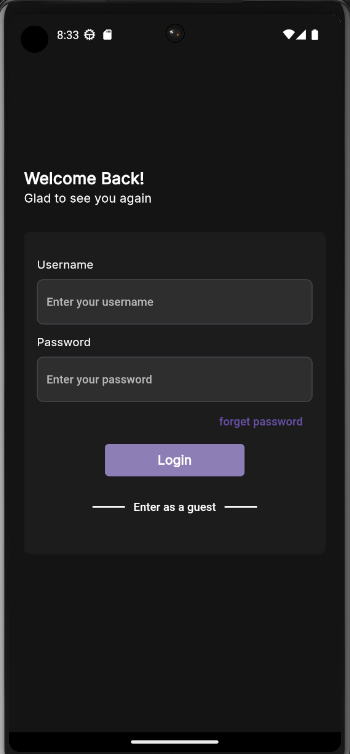 8:33
Welcome Back!
Glad to see you again
Username
Enter your username
Password
Enter your password
forget password
Login
Enter as a guest